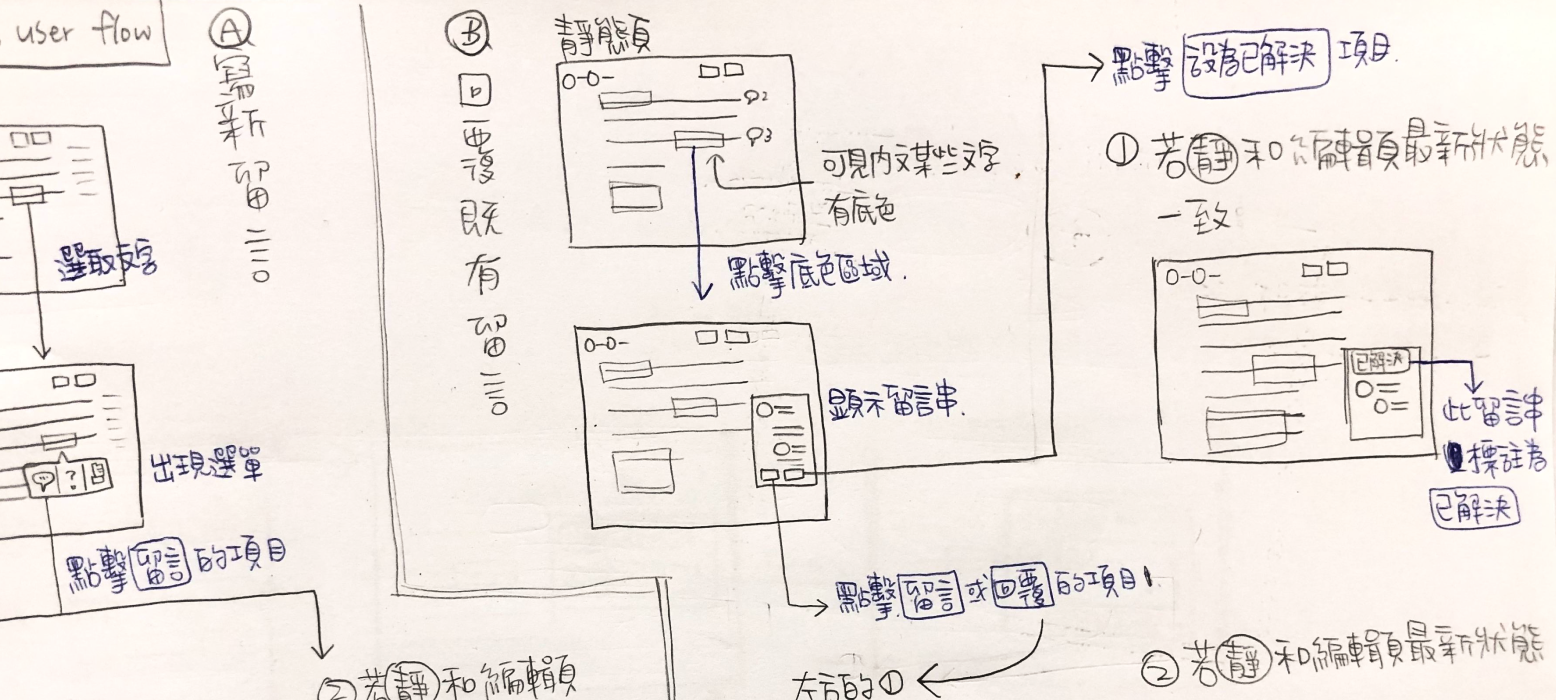 user flow
Ⓐ
寫新留言
選取文字
出現選單
?
點擊 留言 的項目
② 若靜和編輯頁
Ⓑ
回覆既有留言
靜態頁
2
3
可見內文某些文字,
有底色
點擊底色區域.
顯示留言串.
點擊 留言 或 回覆 的項目
左方的①
點擊 設為已解決 項目.
① 若靜和編輯頁最新狀態
一致
已解決
此留言串
標註為
已解決
② 若靜和編輯頁最新狀態